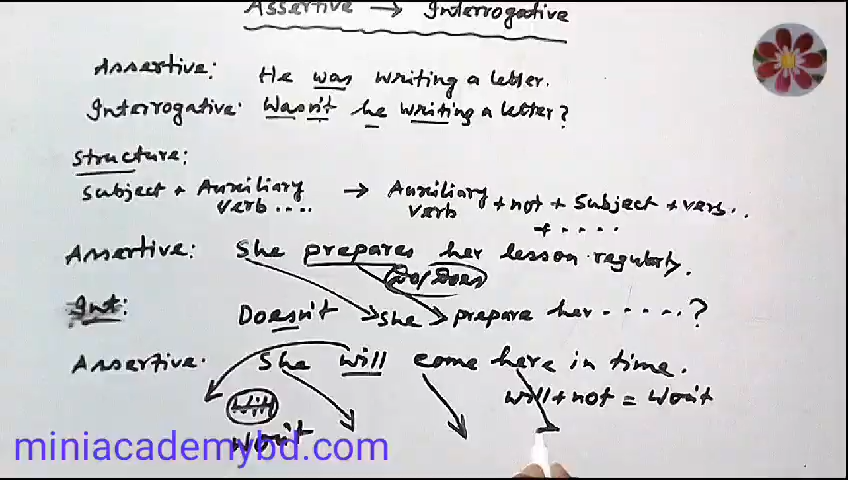 Assertive → Interrogative
Assertive: He was writing a letter.
Interrogative: Wasn't he writing a letter?
Structure:
Subject + Auxiliary verb .... → Auxiliary verb + not + Subject + verb ..
+ .....
Assertive: She prepares her lesson regularly.
Do/Does
Int: Doesn't she prepare her ......?
Assertive. She will come here in time.
will + not = Won't
Will
Won't
miniacademybd.com